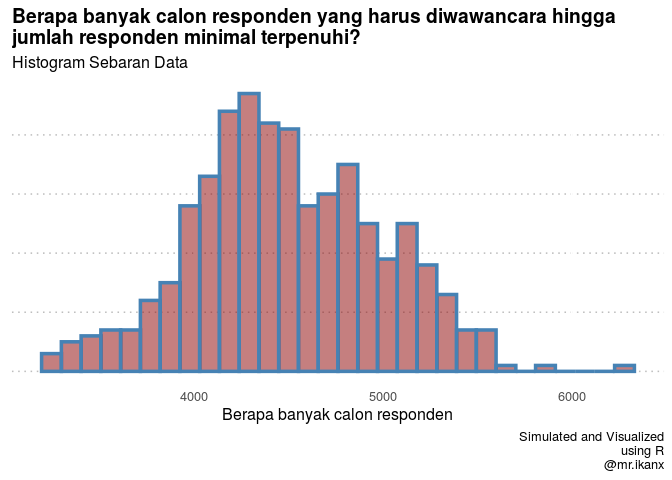 Berapa banyak calon responden yang harus diwawancara hingga
jumlah responden minimal terpenuhi?
Histogram Sebaran Data
4000 5000 6000
Berapa banyak calon responden
Simulated and Visualized
using R
@mr.ikanx